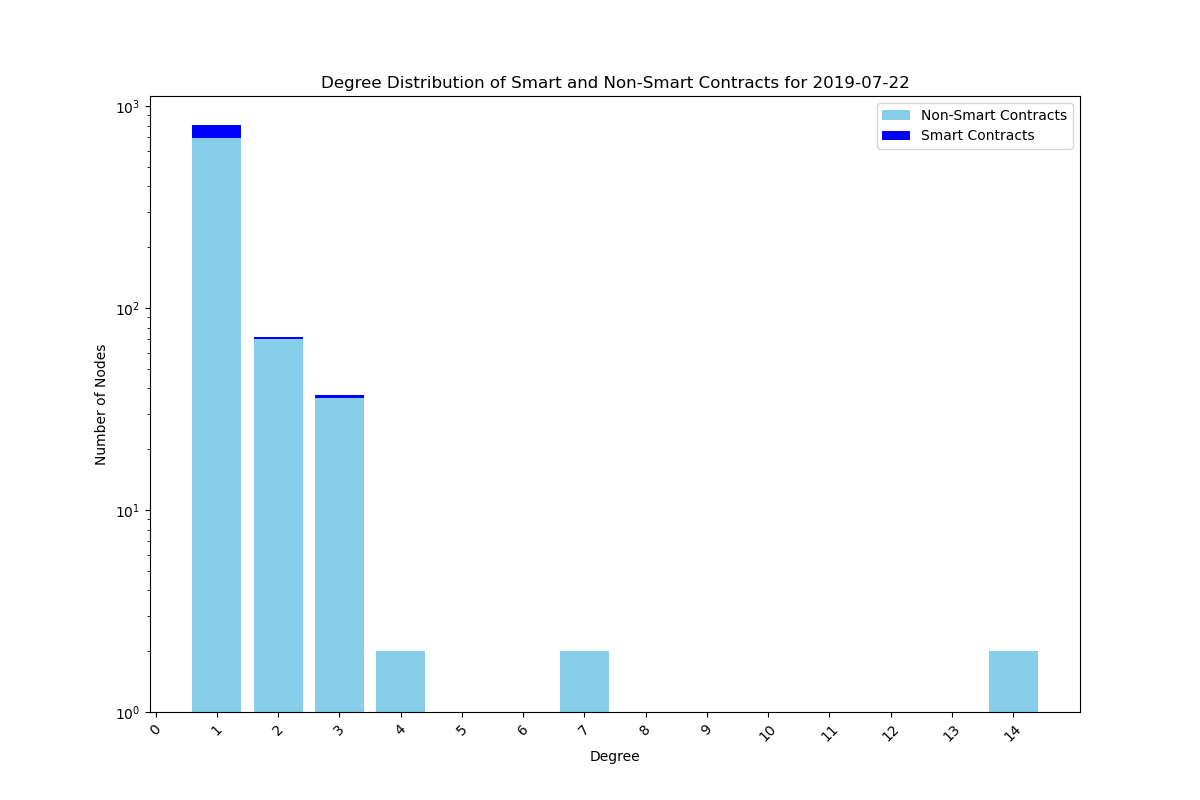 Degree Distribution of Smart and Non-Smart Contracts for 2019-07-22
Non-Smart Contracts
Smart Contracts
Number of Nodes
10³
10²
10¹
10⁰
0 1 2 3 4 5 6 7 8 9 10 11 12 13 14
Degree